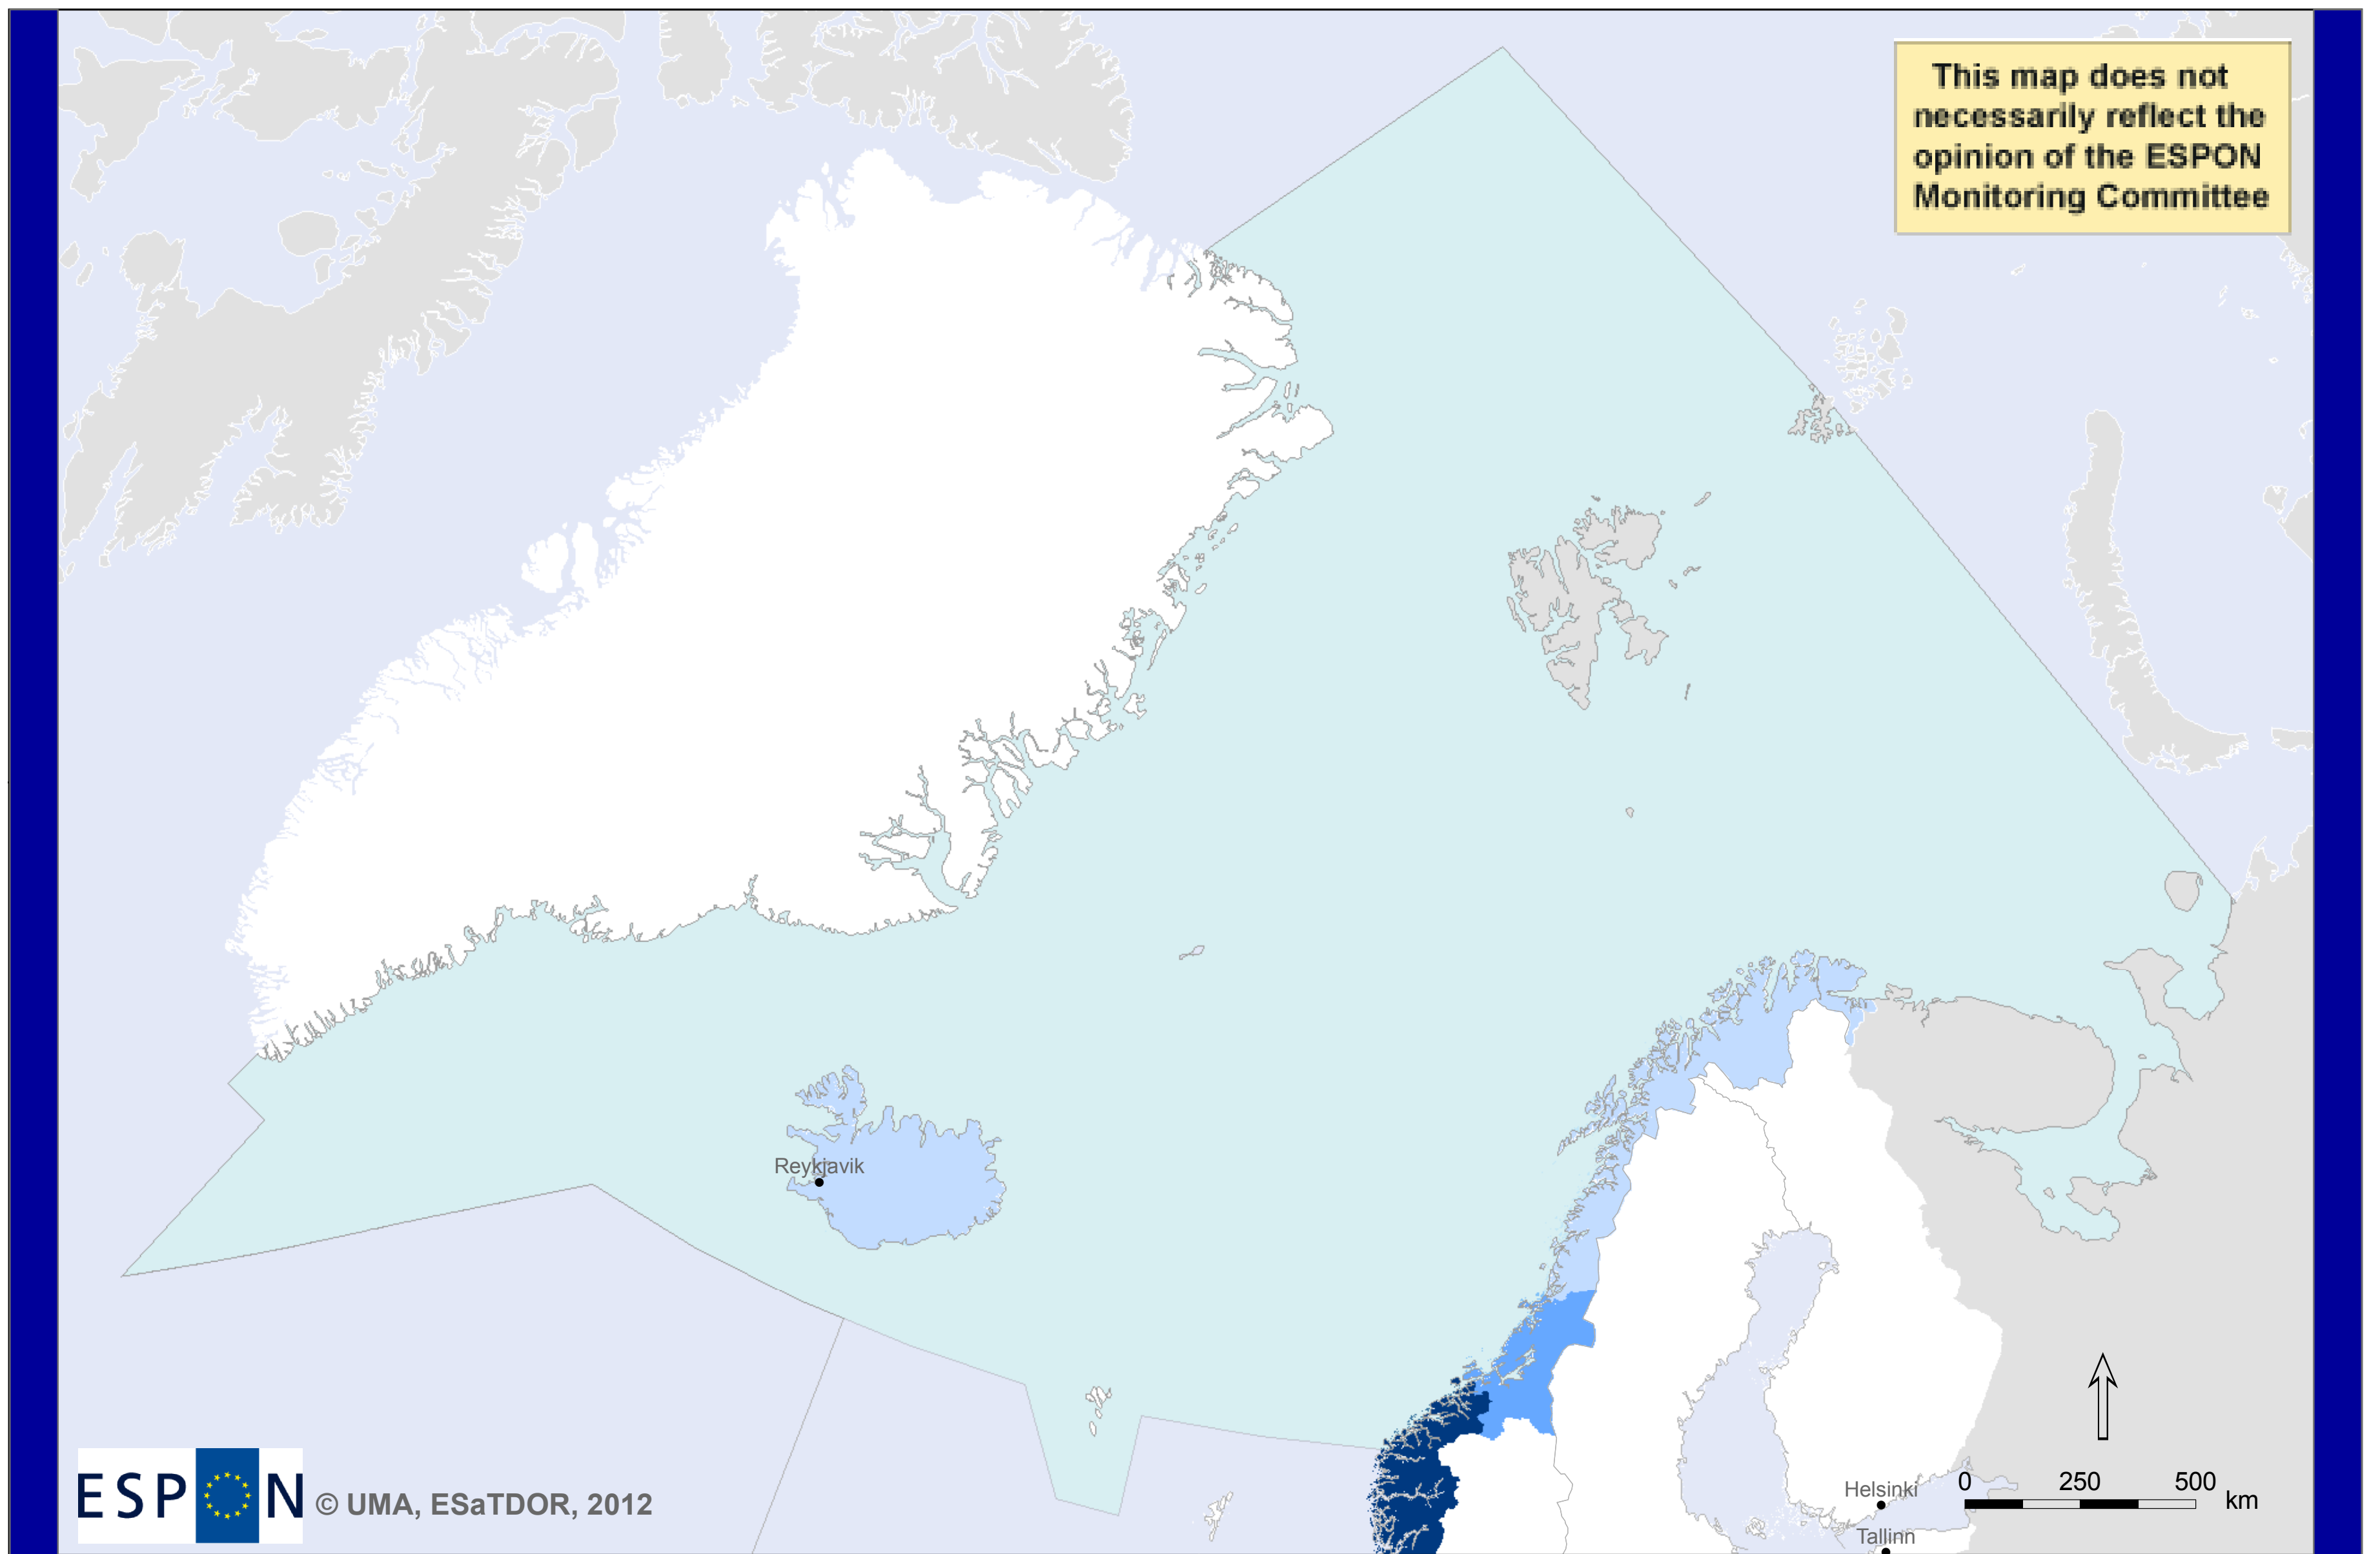 This map does not
necessarily reflect the
opinion of the ESPON
Monitoring Committee
Reykjavik
Helsinki
Tallinn
0 250 500
km
ESPON
© UMA, ESaTDOR, 2012